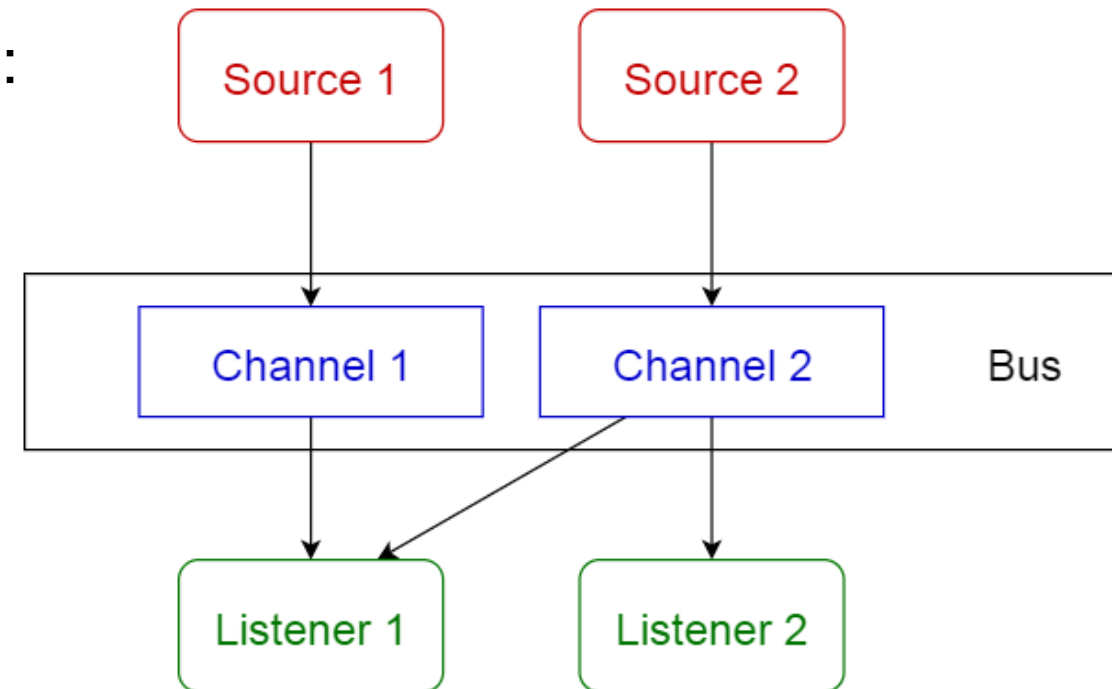 :
Source 1
Source 2
Channel 1
Channel 2
Bus
Listener 1
Listener 2